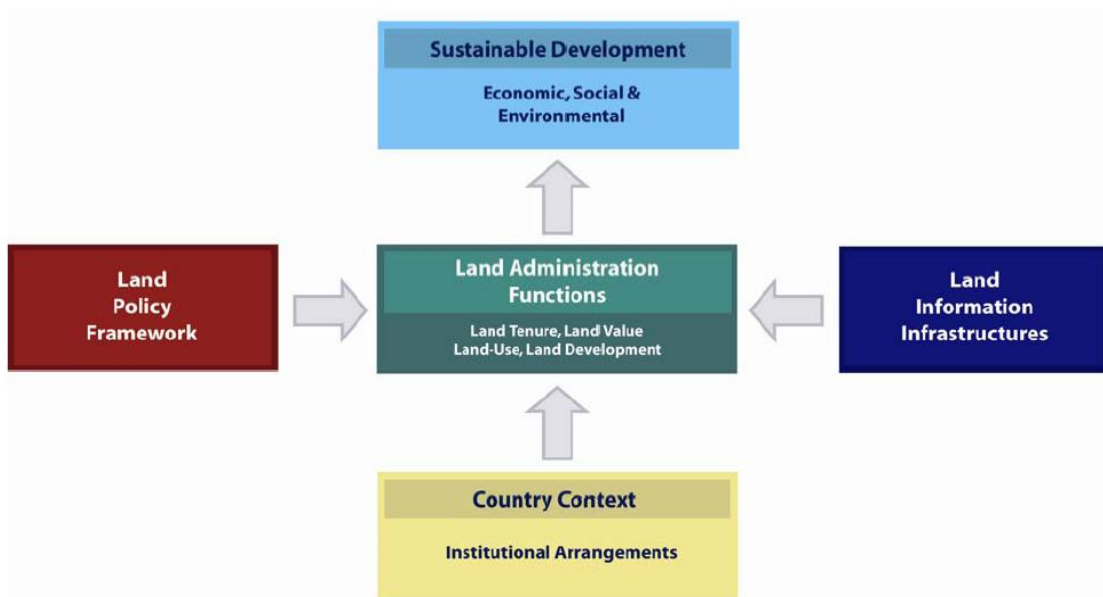 Sustainable Development
Economic, Social &
Environmental
Land
Policy
Framework
Land Administration
Functions
Land Tenure, Land Value
Land-Use, Land Development
Land
Information
Infrastructures
Country Context
Institutional Arrangements